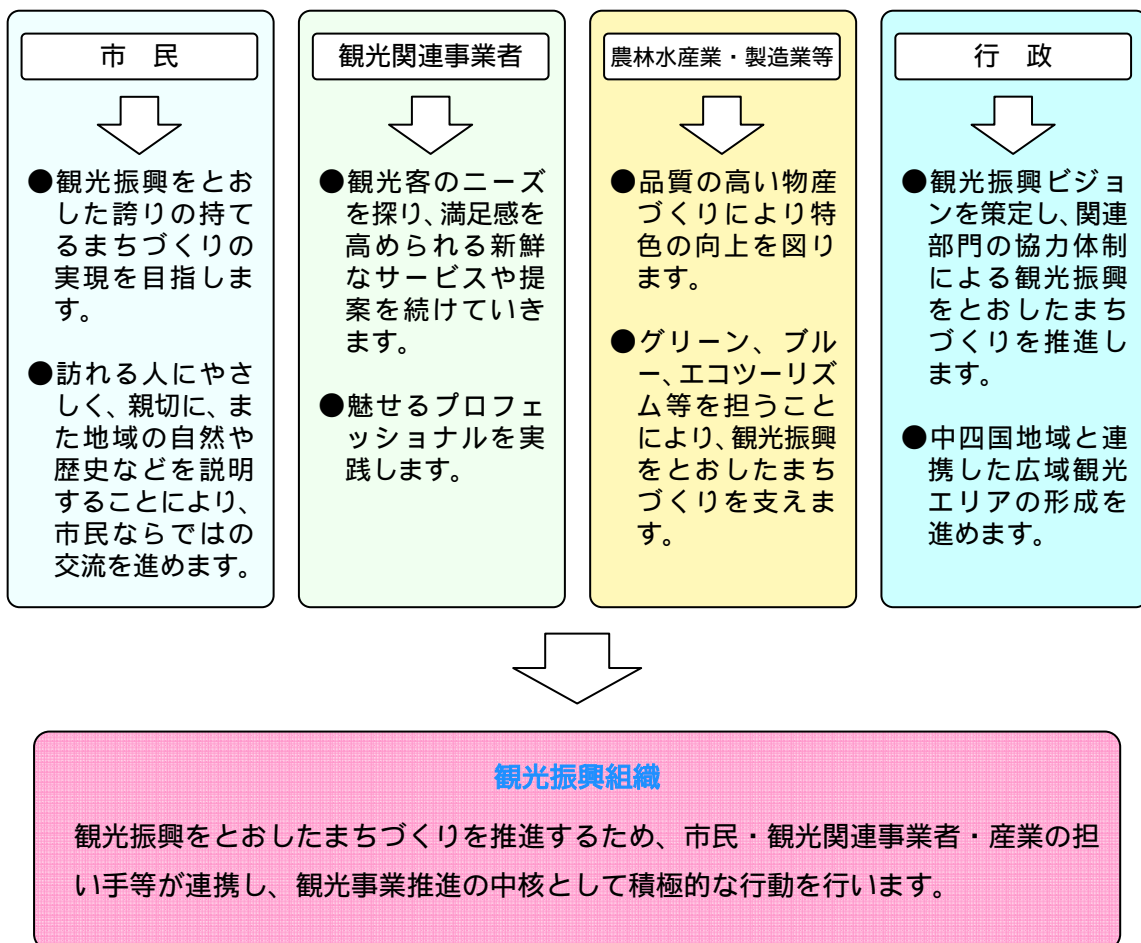 市 民
●観光振興をとお
した誇りの持て
るまちづくりの
実現を目指しま
す。
●訪れる人にやさ
しく、親切に、ま
た地域の自然や
歴史などを説明
することにより、
市民ならではの
交流を進めます。
観光関連事業者
●観光客のニーズ
を探り、満足感を
高められる新鮮
なサービスや提
案を続けていき
ます。
●魅せるプロフェ
ッショナルを実
践します。
農林水産業・製造業等
●品質の高い物産
づくりにより特
色の向上を図り
ます。
●グリーン、ブル
ー、エコツーリズ
ム等を担うこと
により、観光振興
をとおしたまち
づくりを支えま
す。
行 政
●観光振興ビジョ
ンを策定し、関連
部門の協力体制
による観光振興
をとおしたまち
づくりを推進し
ます。
●中四国地域と連
携した広域観光
エリアの形成を
進めます。
観光振興組織
観光振興をとおしたまちづくりを推進するため、市民・観光関連事業者・産業の担
い手等が連携し、観光事業推進の中核として積極的な行動を行います。